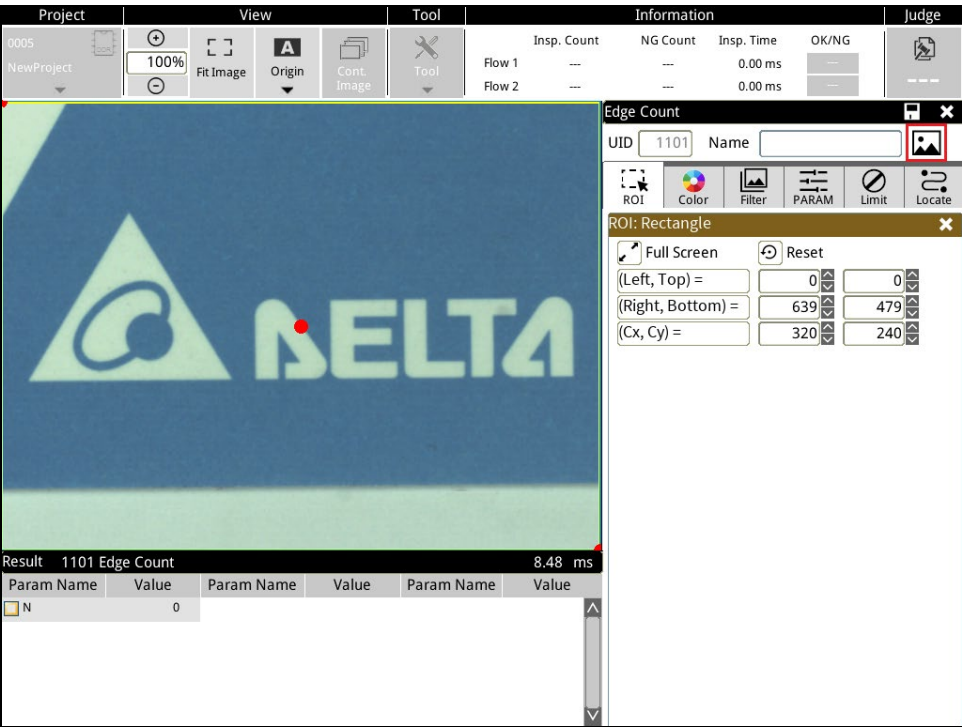 Project View Tool Information Judge
0005
NewProject
100%
Fit Image
A
Origin
Cont. Image
Tool
Insp. Count NG Count Insp. Time OK/NG
Flow 1 --- --- 0.00 ms —
Flow 2 --- --- 0.00 ms —
---
Edge Count
UID 1101 Name
ROI Color Filter PARAM Limit Locate
ROI: Rectangle
Full Screen Reset
(Left, Top) = 0 0
(Right, Bottom) = 639 479
(Cx, Cy) = 320 240
DELTA
Result 1101 Edge Count 8.48 ms
Param Name Value Param Name Value Param Name Value
N 0